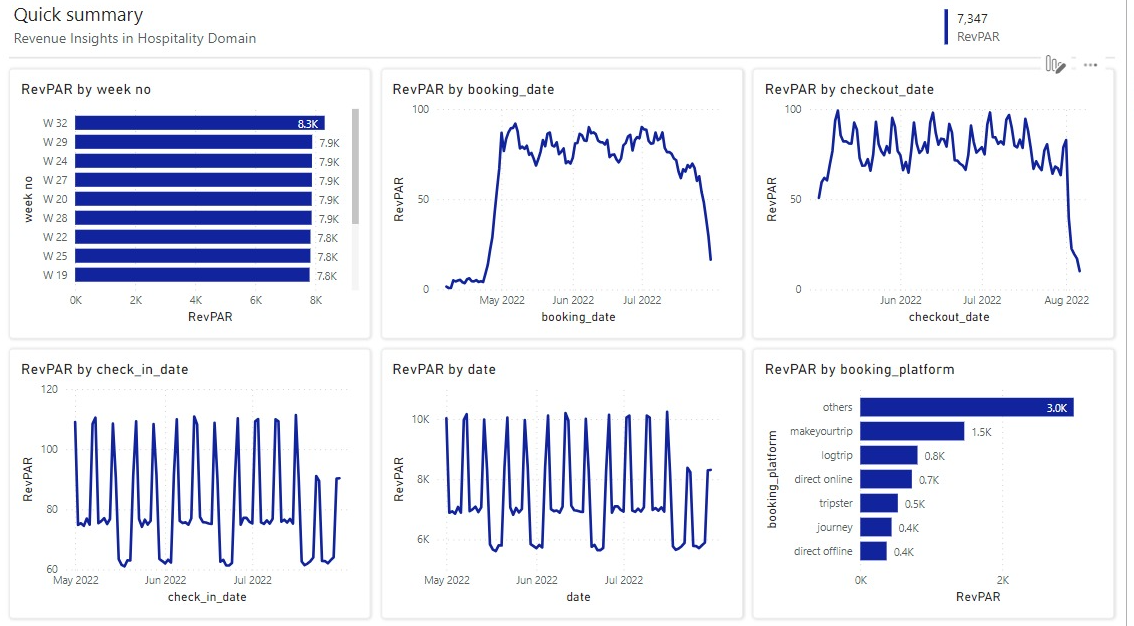 Quick summary
Revenue Insights in Hospitality Domain
7,347
RevPAR
RevPAR by week no
week no
W 32
8.3K
W 29
7.9K
W 24
7.9K
W 27
7.9K
W 20
7.9K
W 28
7.9K
W 22
7.8K
W 25
7.8K
W 19
7.8K
0K 2K 4K 6K 8K
RevPAR
RevPAR by booking_date
RevPAR
100
50
0
May 2022 Jun 2022 Jul 2022
booking_date
RevPAR by checkout_date
RevPAR
100
50
0
Jun 2022 Jul 2022 Aug 2022
checkout_date
RevPAR by check_in_date
RevPAR
120
100
80
60
May 2022 Jun 2022 Jul 2022
check_in_date
RevPAR by date
RevPAR
10K
8K
6K
May 2022 Jun 2022 Jul 2022
date
RevPAR by booking_platform
booking_platform
others
3.0K
makeyourtrip
1.5K
logtrip
0.8K
direct online
0.7K
tripster
0.5K
journey
0.4K
direct offline
0.4K
0K 2K
RevPAR